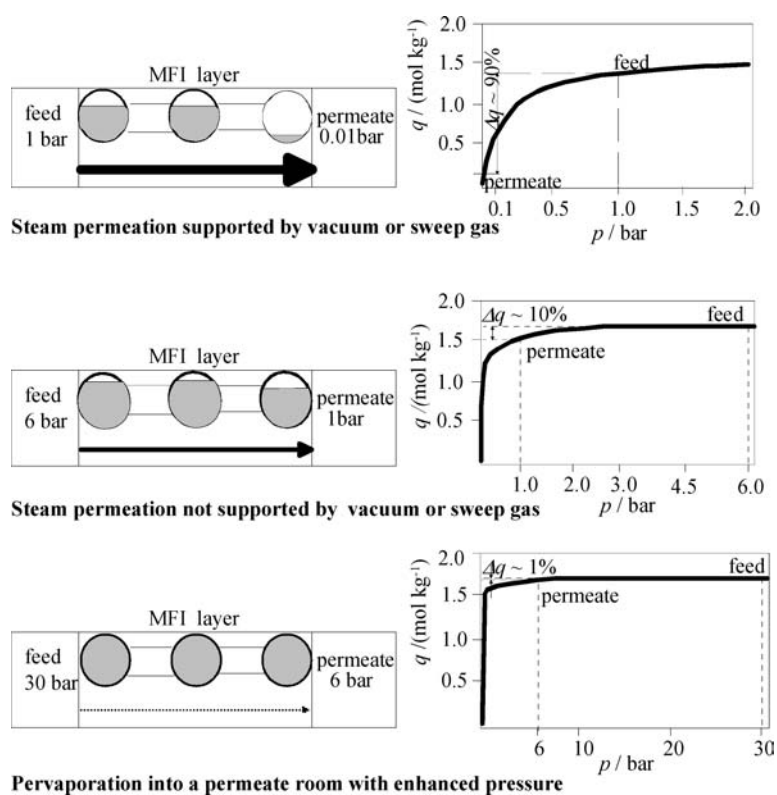 MFI layer
feed
1 bar
permeate
0.01bar
q / (mol kg⁻¹)
2.0
1.5
1.0
0.5
Δq ~ 90%
feed
permeate
0.1
0.5
1.0
1.5
2.0
p / bar
Steam permeation supported by vacuum or sweep gas
MFI layer
feed
6 bar
permeate
1bar
q /(mol kg⁻¹)
2.0
1.5
1.0
0.5
Δq ~ 10%
feed
permeate
1.0
2.0
3.0
4.5
6.0
p / bar
Steam permeation not supported by vacuum or sweep gas
MFI layer
feed
30 bar
permeate
6 bar
q /(mol kg⁻¹)
2.0
1.5
1.0
0.5
Δq ~ 1%
feed
permeate
6
10
20
30
p / bar
Pervaporation into a permeate room with enhanced pressure